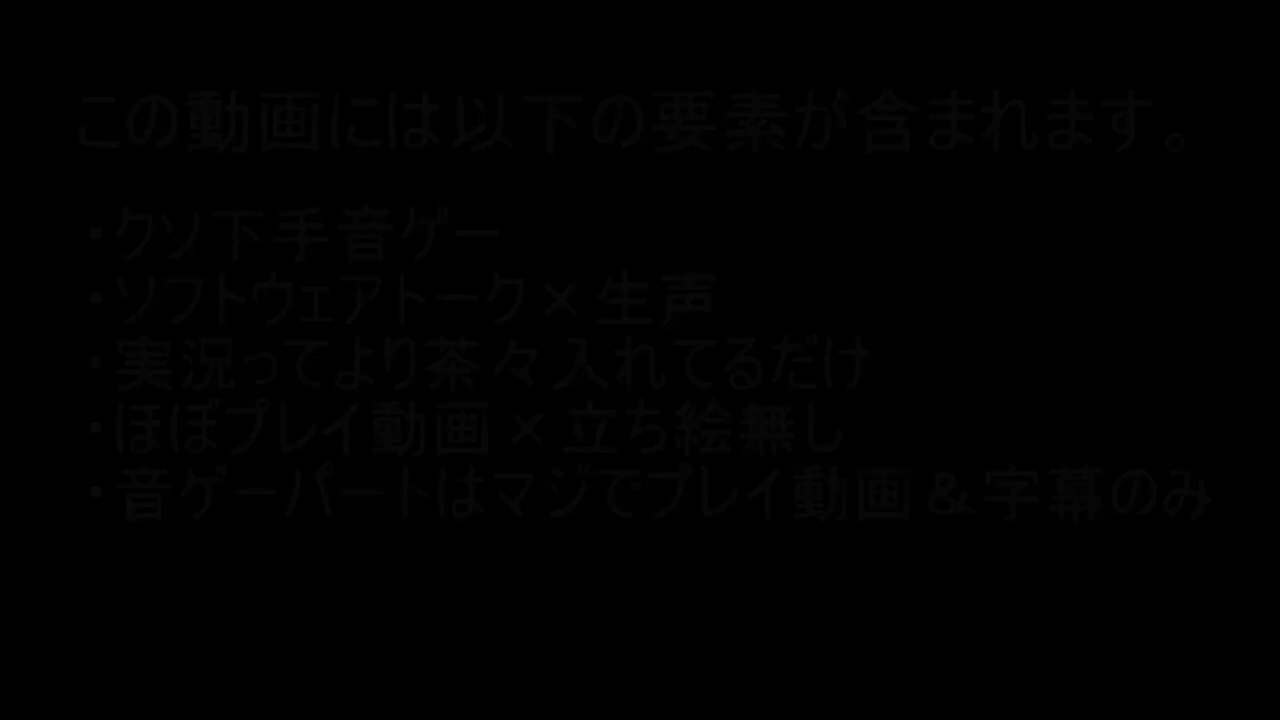 この動画には以下の要素が含まれます。
・クソ下手音ゲー
・ソフトウェアトーク×生声
・実況ってより茶々入れてるだけ
・ほぼプレイ動画×立ち絵無し
・音ゲーパートはマジでプレイ動画&字幕のみ